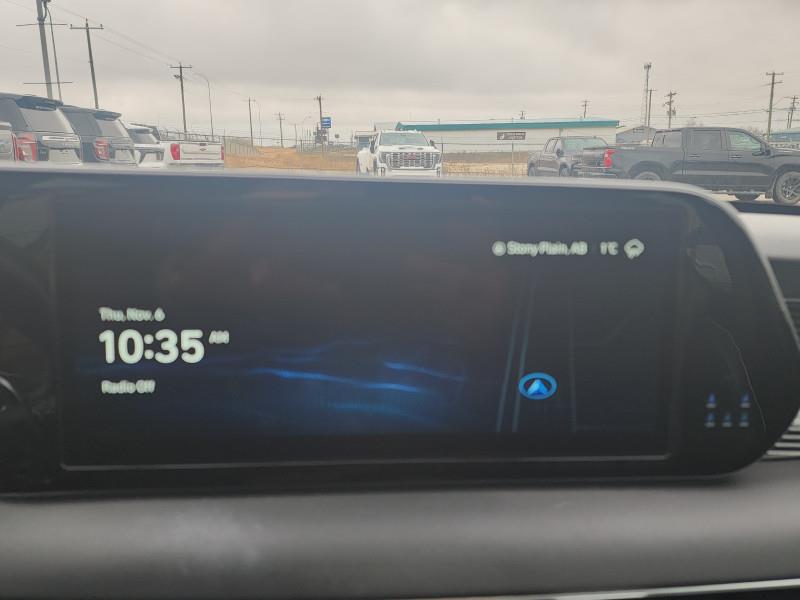 Stony Plain, AB 1°C
Thu, Nov. 6
10:35 AM
Radio Off